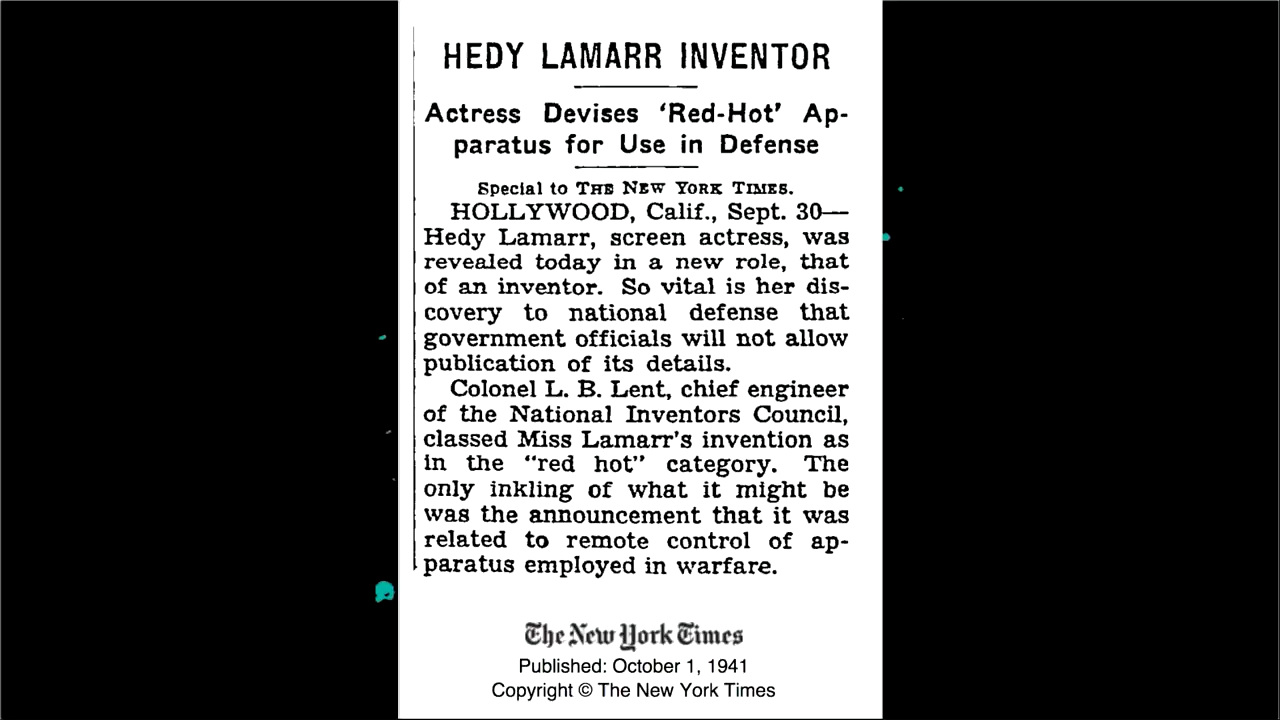 HEDY LAMARR INVENTOR
Actress Devises ‘Red-Hot’ Ap-
paratus for Use in Defense
Special to THE NEW YORK TIMES.
HOLLYWOOD, Calif., Sept. 30—
Hedy Lamarr, screen actress, was
revealed today in a new role, that
of an inventor. So vital is her dis-
covery to national defense that
government officials will not allow
publication of its details.
Colonel L. B. Lent, chief engineer
of the National Inventors Council,
classed Miss Lamarr’s invention as
in the “red hot” category. The
only inkling of what it might be
was the announcement that it was
related to remote control of ap-
paratus employed in warfare.
The New York Times
Published: October 1, 1941
Copyright © The New York Times